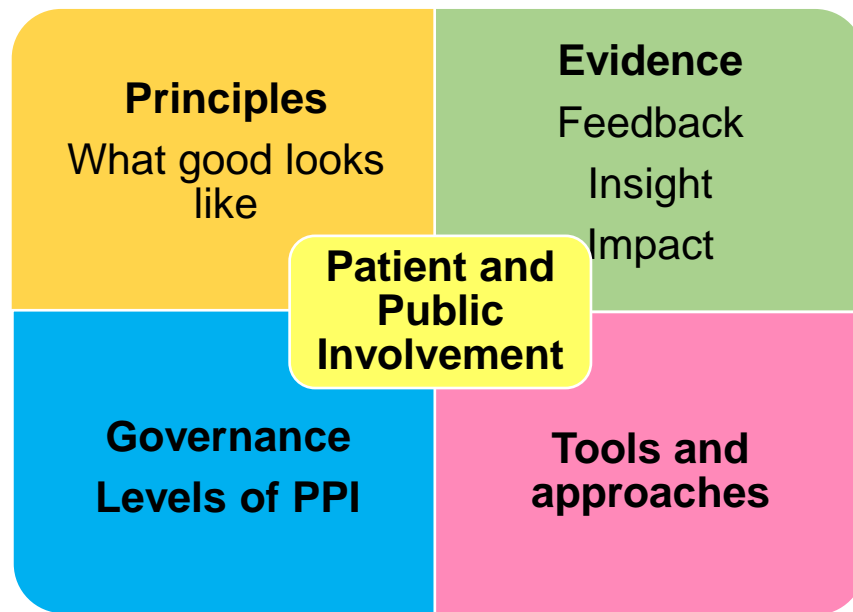 Principles
What good looks
like
Evidence
Feedback
Insight
Impact
Patient and
Public
Involvement
Governance
Levels of PPI
Tools and
approaches